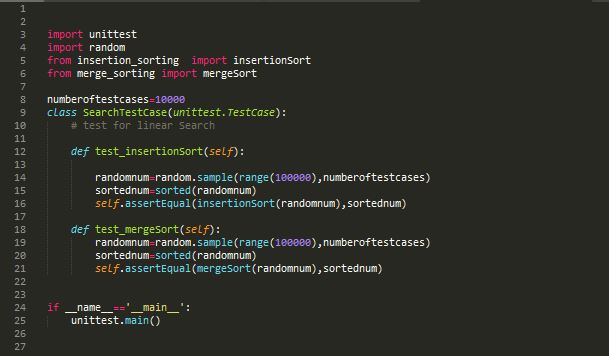 1
2
3 import unittest
4 import random
5 from insertion_sorting  import insertionSort
6 from merge_sorting import mergeSort
7
8 numberoftestcases=10000
9 class SearchTestCase(unittest.TestCase):
10     # test for linear Search
11
12     def test_insertionSort(self):
13
14         randomnum=random.sample(range(100000),numberoftestcases)
15         sortednum=sorted(randomnum)
16         self.assertEqual(insertionSort(randomnum),sortednum)
17
18     def test_mergeSort(self):
19         randomnum=random.sample(range(100000),numberoftestcases)
20         sortednum=sorted(randomnum)
21         self.assertEqual(mergeSort(randomnum),sortednum)
22
23
24 if __name__=='__main__':
25     unittest.main()
26
27